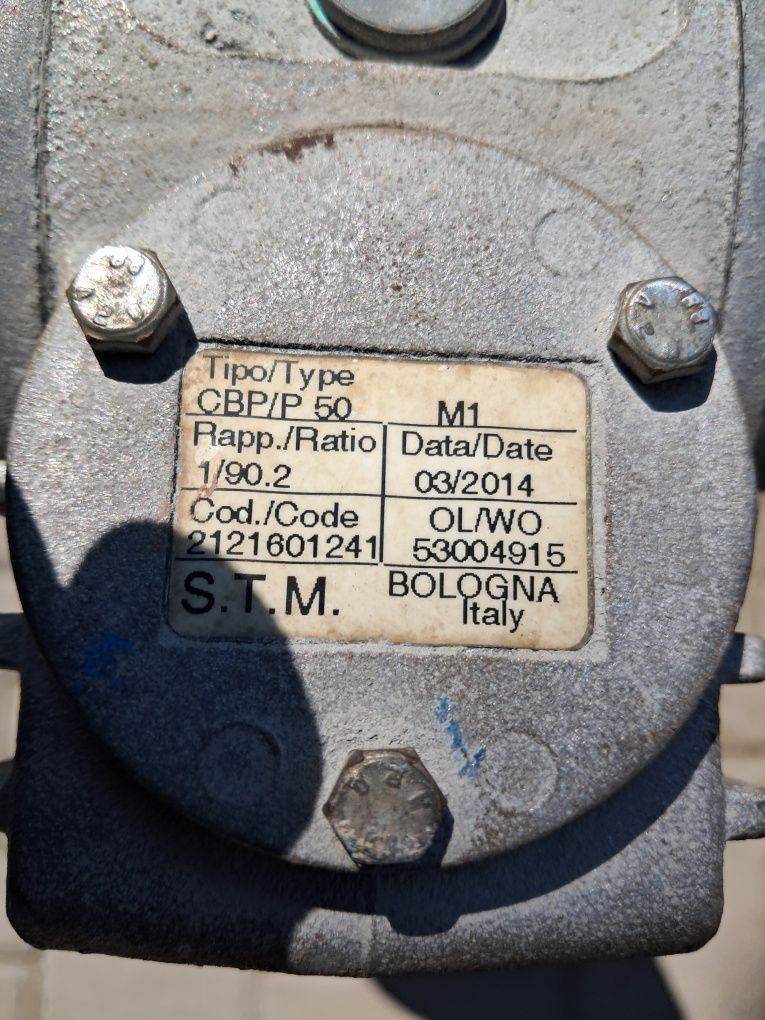 Tipo/Type
CBP/P 50 M1
Rapp./Ratio Data/Date
1/90.2 03/2014
Cod./Code OL/WO
2121601241 53004915
S.T.M. BOLOGNA
Italy